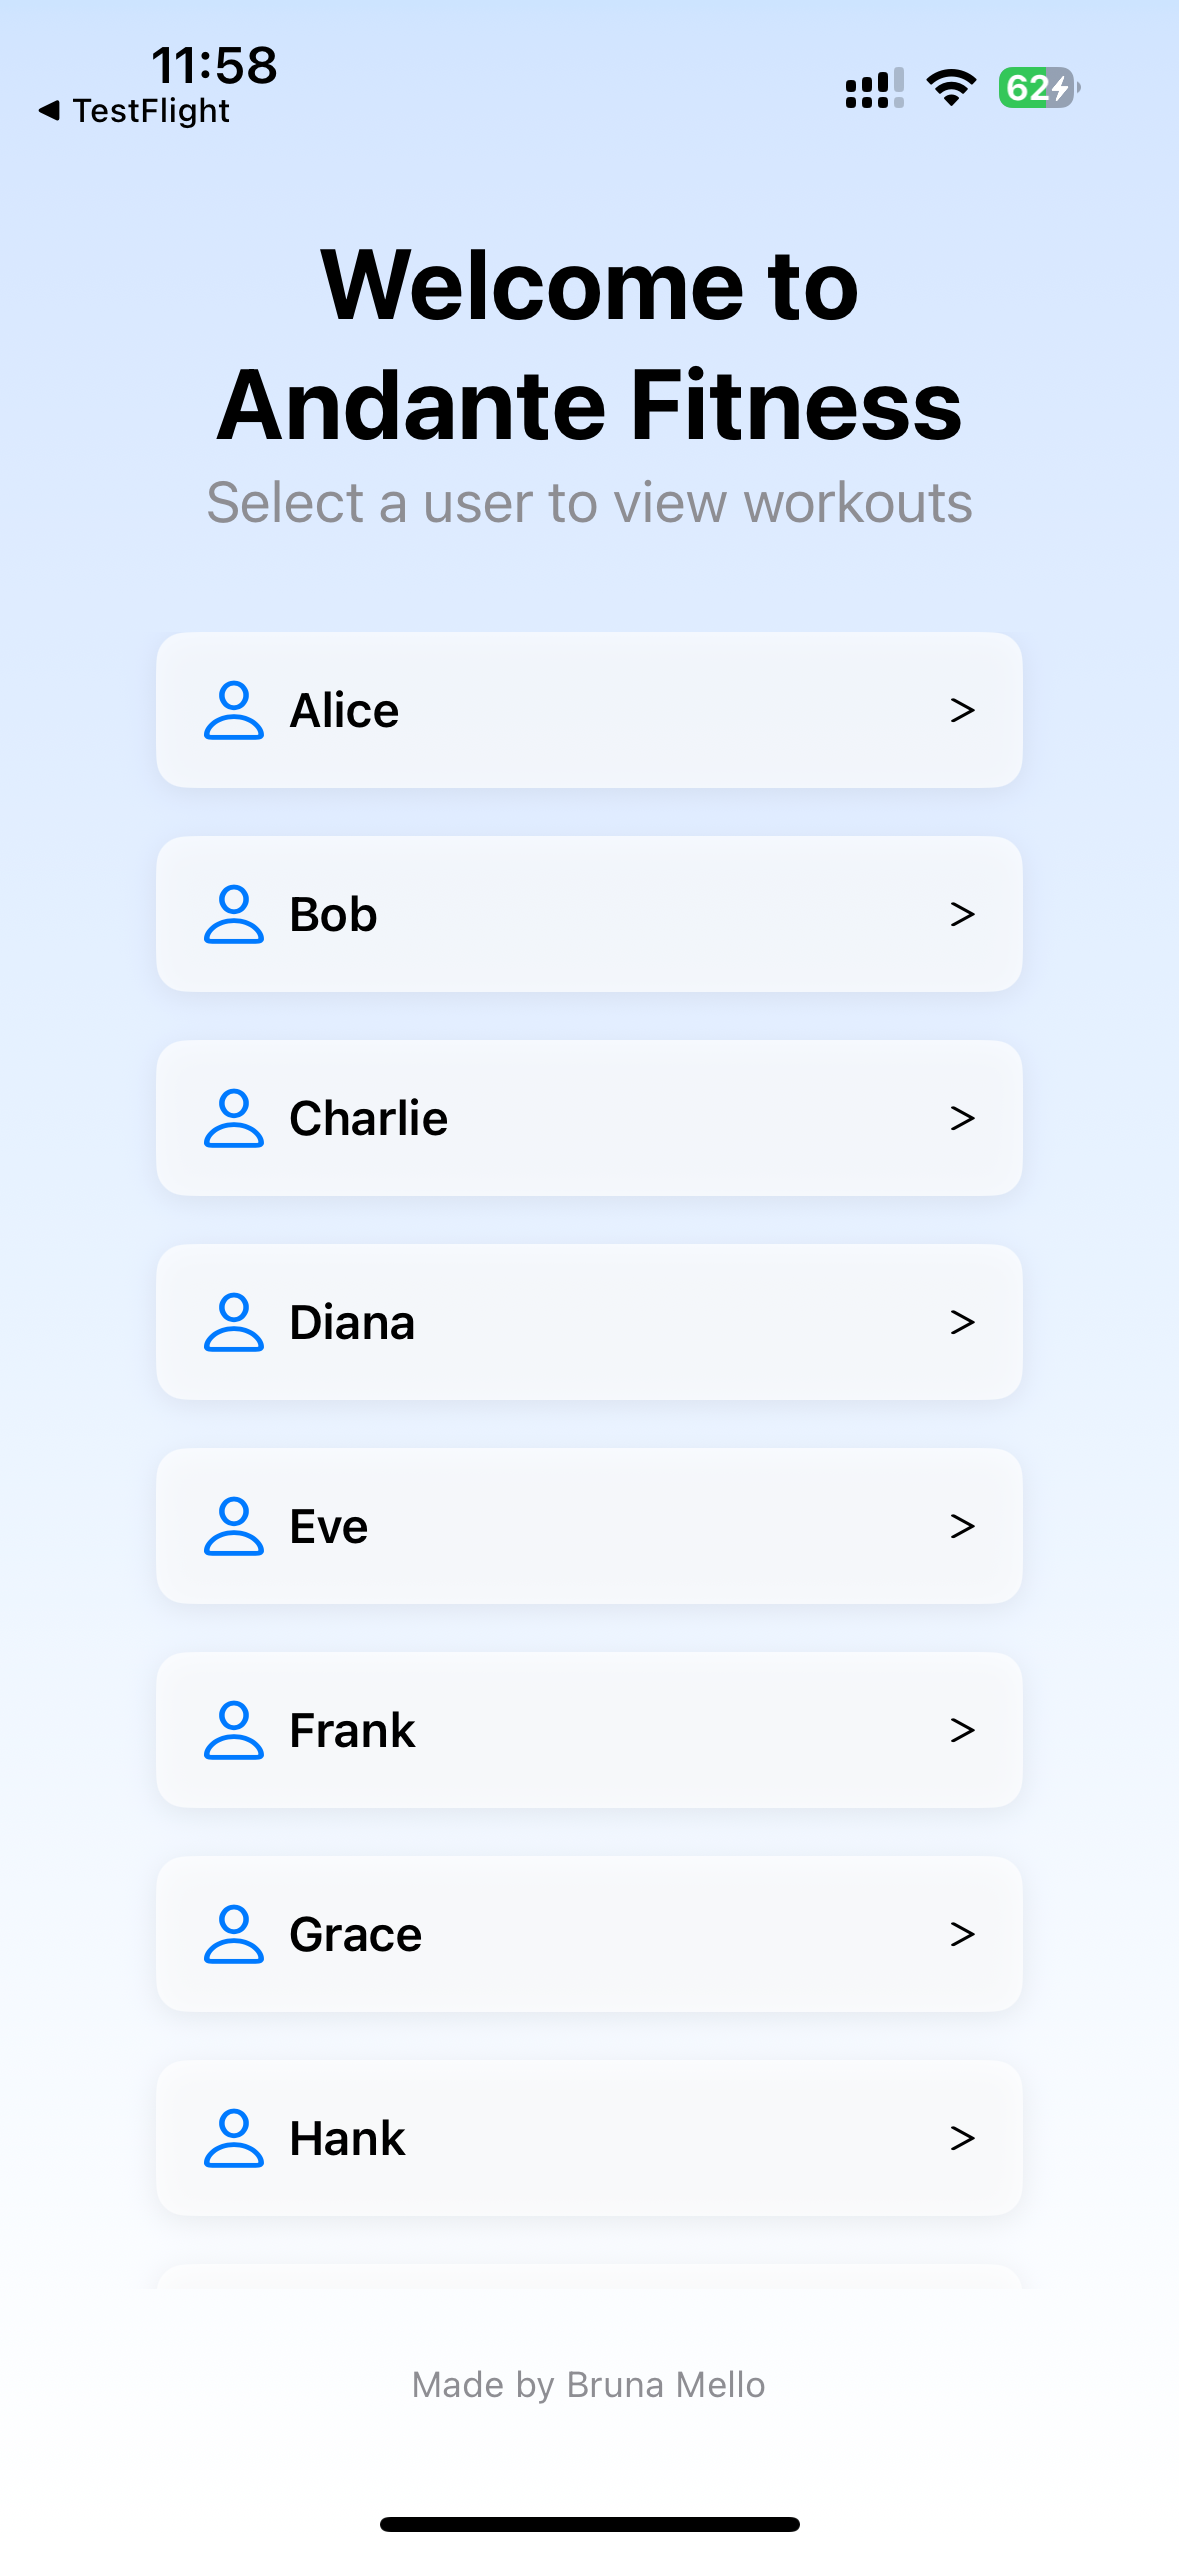 11:58
◀ TestFlight
62
Welcome to
Andante Fitness
Select a user to view workouts
Alice >
Bob >
Charlie >
Diana >
Eve >
Frank >
Grace >
Hank >
Made by Bruna Mello